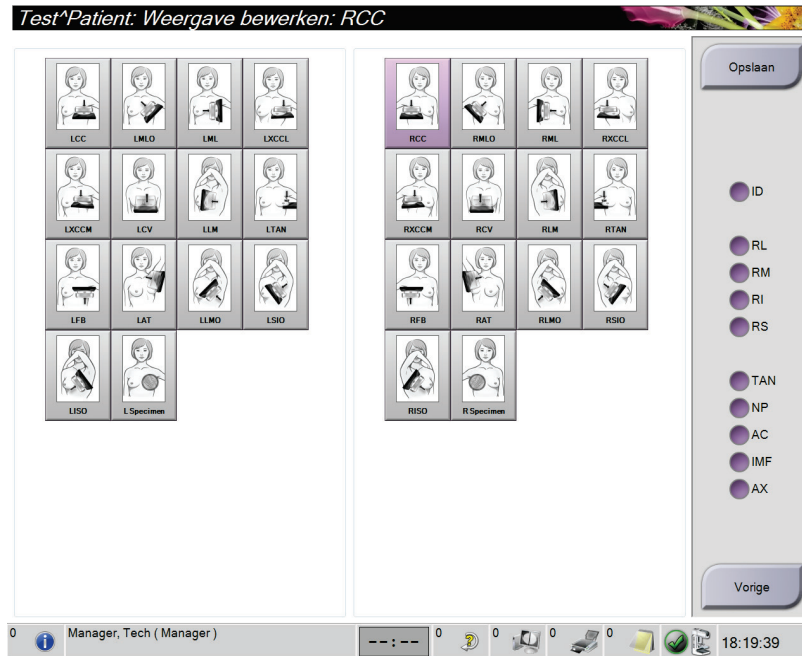 Test^Patient: Weergave bewerken: RCC
LCC LMLO LML LXCCL
LXCCM LCV LLM LTAN
LFB LAT LLMO LSIO
LISO L Specimen
RCC RMLO RML RXCCL
RXCCM RCV RLM RTAN
RFB RAT RLMO RSIO
RISO R Specimen
Opslaan
ID
RL
RM
RI
RS
TAN
NP
AC
IMF
AX
Vorige
0 Manager, Tech ( Manager ) --:-- 0 0 0 0 18:19:39